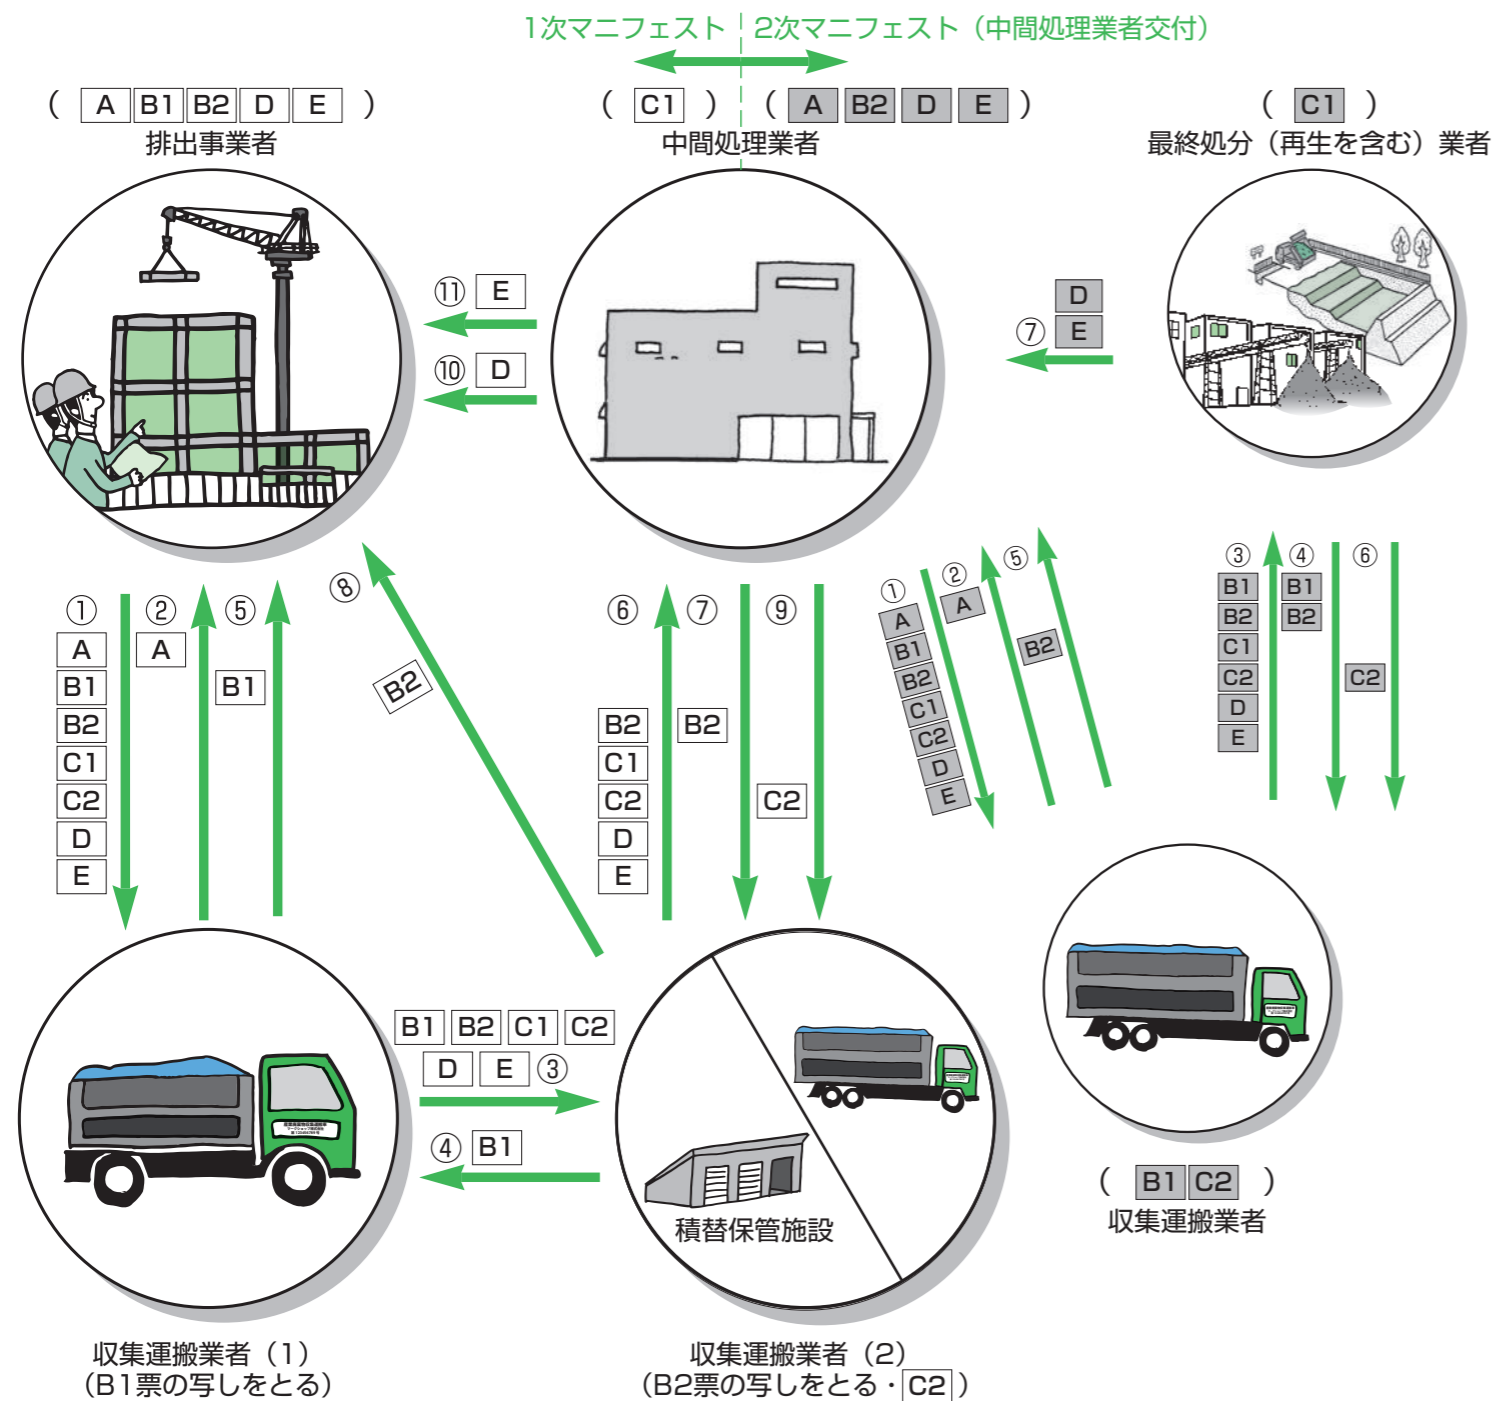 1次マニフェスト 2次マニフェスト（中間処理業者交付）
（ A B1 B2 D E ）
排出事業者
（ C1 ）（ A B2 D E ）
中間処理業者
（ C1 ）
最終処分（再生を含む）業者
⑪ E
⑩ D
D
⑦ E
① ② ⑤
A A
B1 B1
B2
C1
C2
D
E
⑧
B2
⑥ ⑦ ⑨
B2 B2
C1 C2
C2
D
E
① ② ⑤
A A
B1 B2
B2
C1
C2
D
E
③ ④ ⑥
B1 B1
B2 B2
C1
C2 C2
D
E
B1 B2 C1 C2
D E ③
④ B1
積替保管施設
（ B1 C2 ）
収集運搬業者
収集運搬業者（1）
（B1票の写しをとる）
収集運搬業者（2）
（B2票の写しをとる・C2）